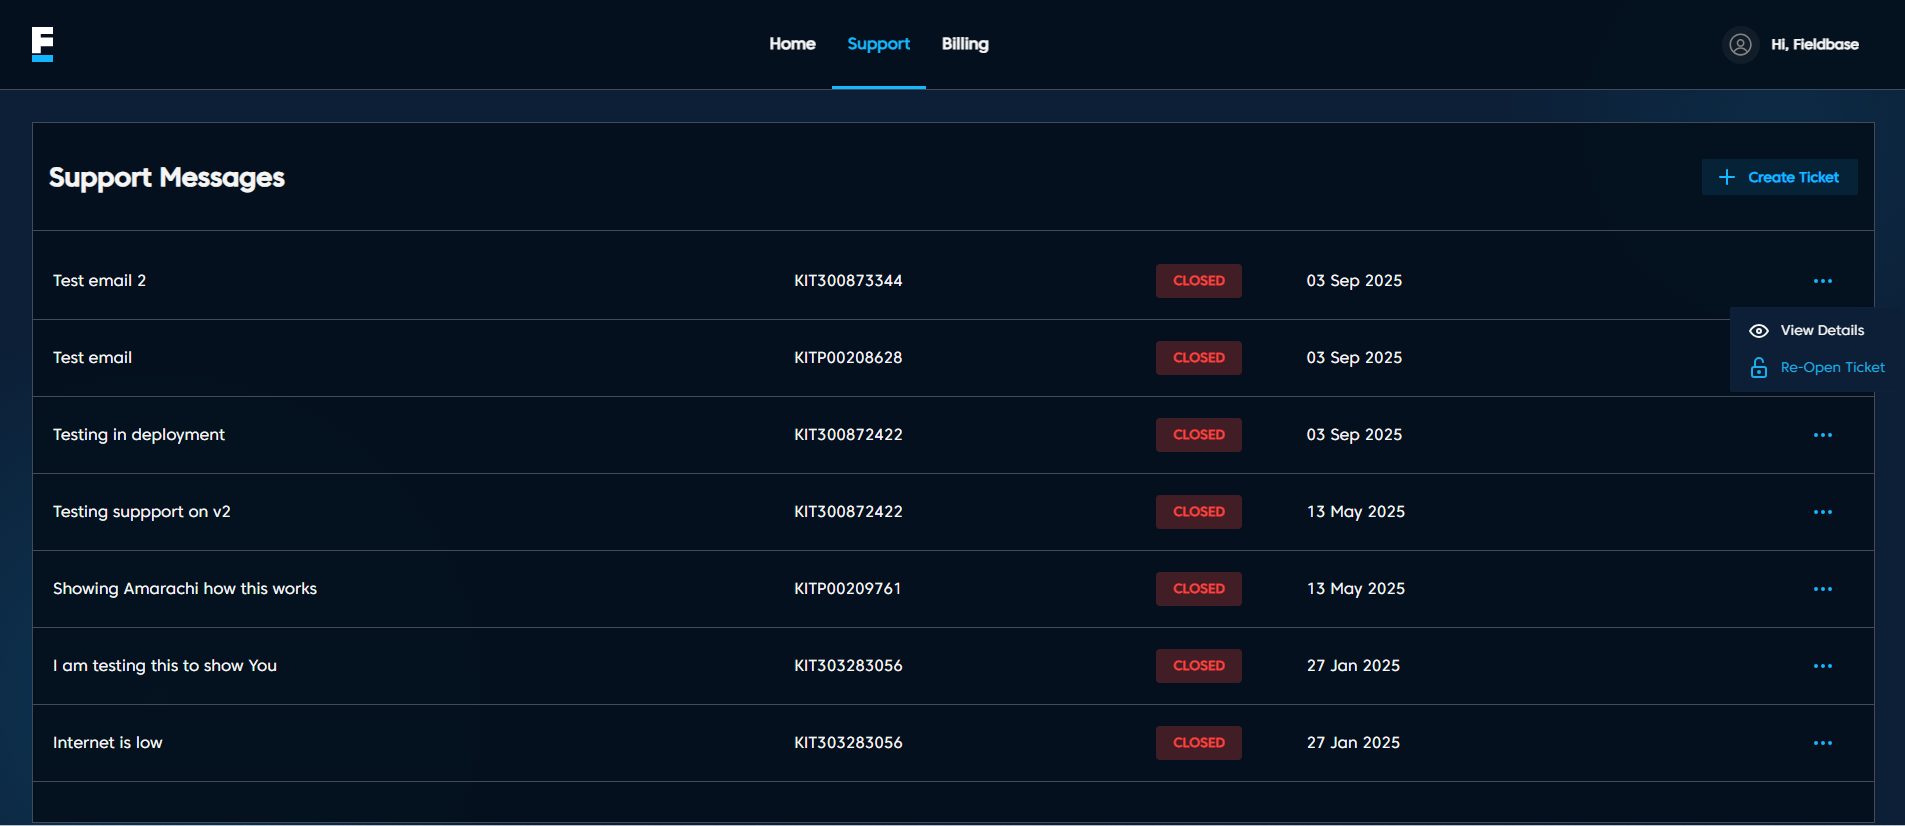 F
Home Support Billing
Hi, Fieldbase
Support Messages
Create Ticket
Test email 2 KIT300873344 CLOSED 03 Sep 2025
View Details
Test email KITP00208628 CLOSED 03 Sep 2025
Re-Open Ticket
Testing in deployment KIT300872422 CLOSED 03 Sep 2025
Testing suppport on v2 KIT300872422 CLOSED 13 May 2025
Showing Amarachi how this works KITP00209761 CLOSED 13 May 2025
I am testing this to show You KIT303283056 CLOSED 27 Jan 2025
Internet is low KIT303283056 CLOSED 27 Jan 2025